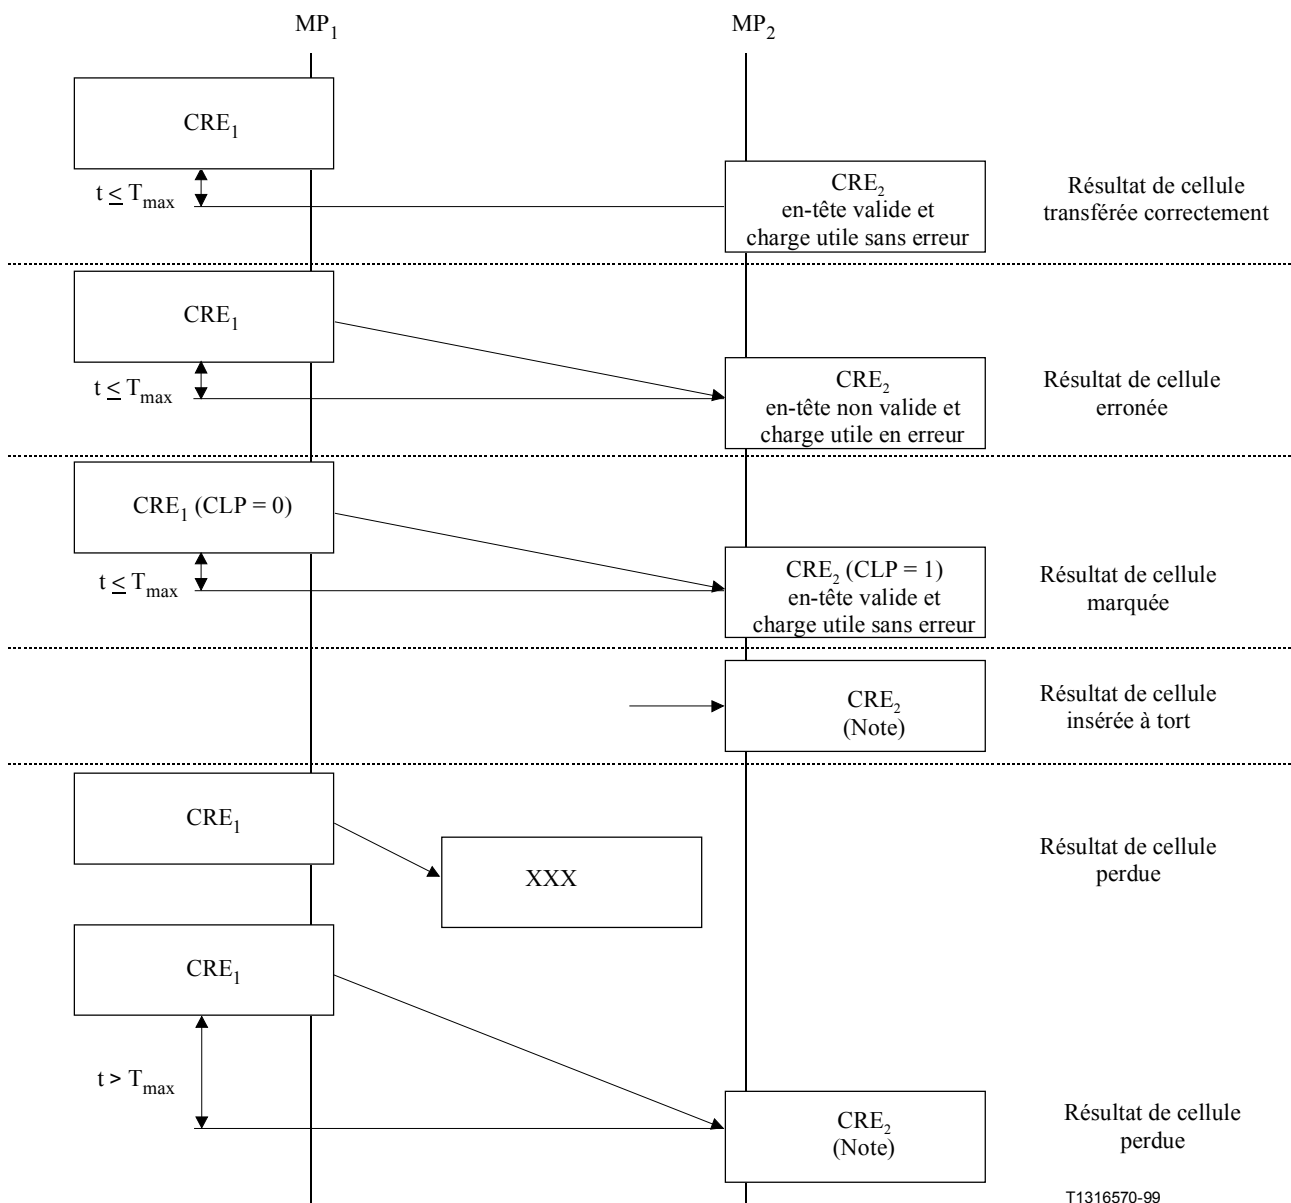 MP1
MP2
CRE1
t ≤ Tmax
CRE2
en-tête valide et
charge utile sans erreur
Résultat de cellule
transférée correctement
CRE1
t ≤ Tmax
CRE2
en-tête non valide et
charge utile en erreur
Résultat de cellule
erronée
CRE1 (CLP = 0)
t ≤ Tmax
CRE2 (CLP = 1)
en-tête valide et
charge utile sans erreur
Résultat de cellule
marquée
CRE2
(Note)
Résultat de cellule
insérée à tort
CRE1
XXX
Résultat de cellule
perdue
CRE1
t > Tmax
CRE2
(Note)
Résultat de cellule
perdue
T1316570-99